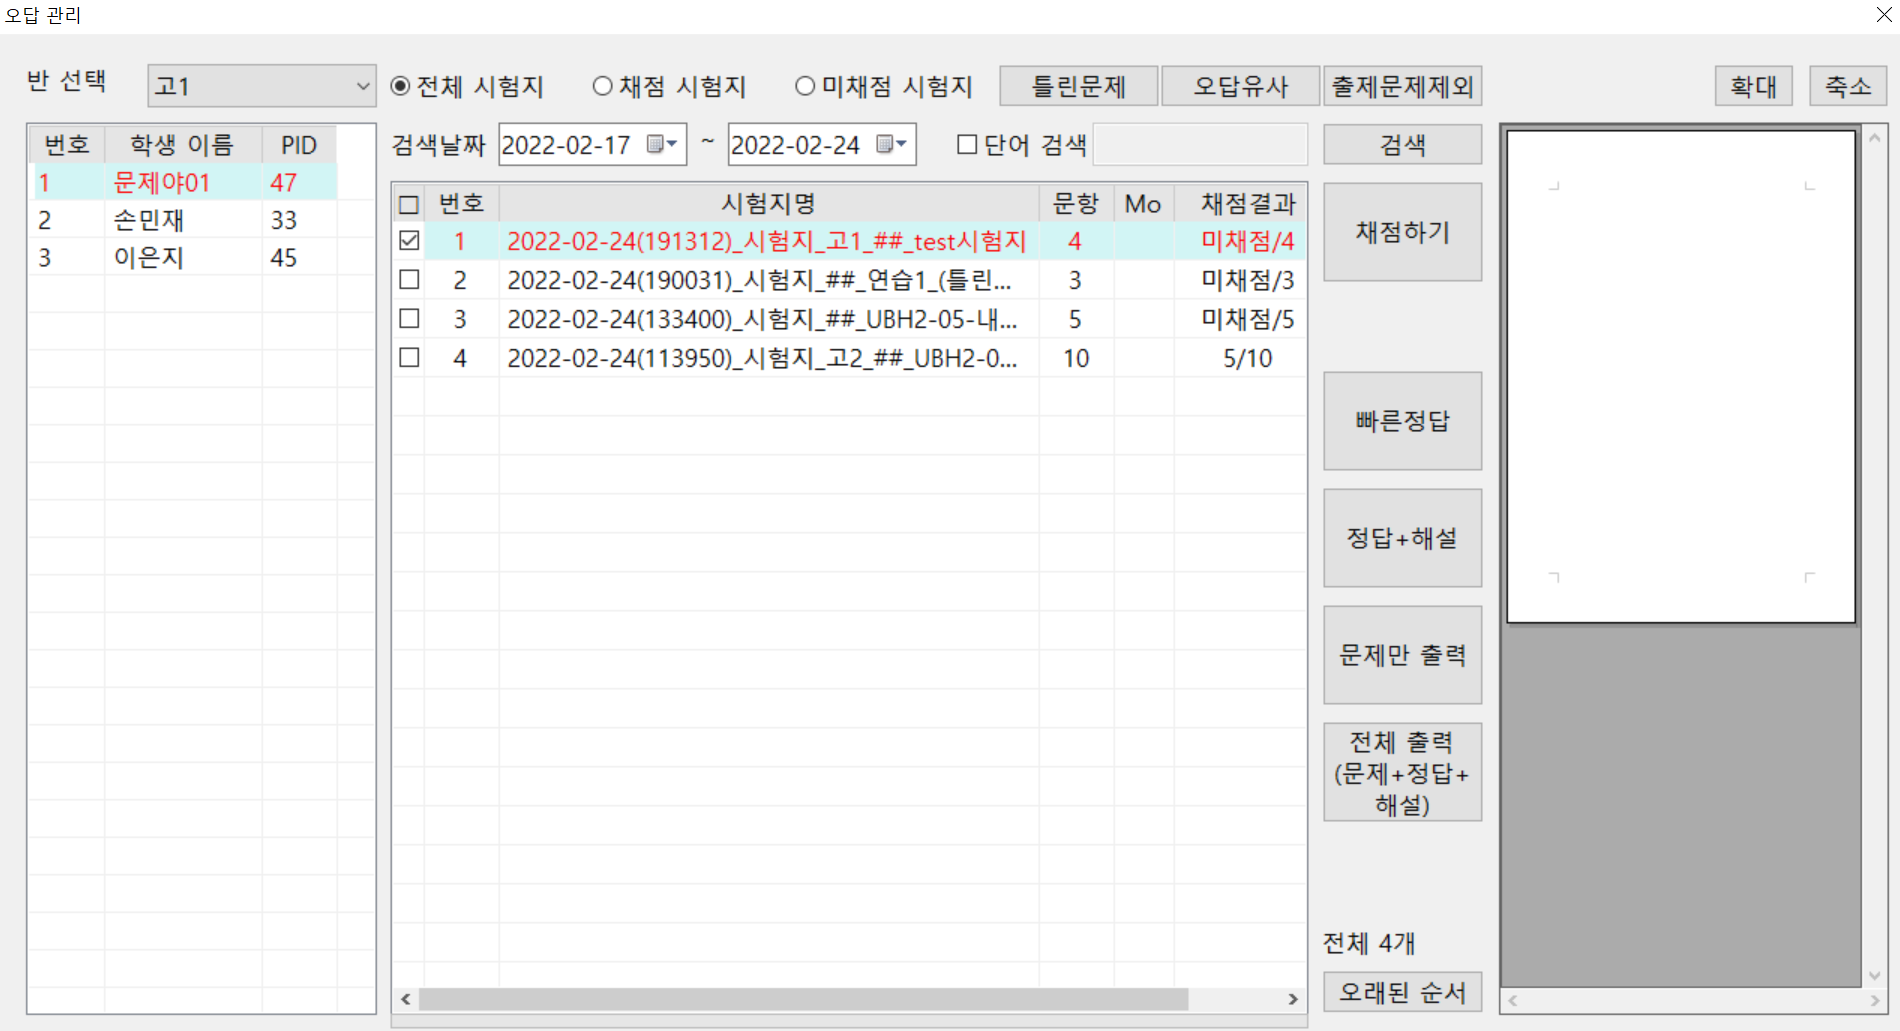 오답 관리
반 선택
고1
전체 시험지
채점 시험지
미채점 시험지
틀린문제
오답유사
출제문제제외
확대
축소
번호 학생 이름 PID
1 문제야01 47
2 손민재 33
3 이은지 45
검색날짜 2022-02-17 ~ 2022-02-24
단어 검색
검색
번호 시험지명 문항 Mo 채점결과
1 2022-02-24(191312)_시험지_고1_##_test시험지 4 미채점/4
2 2022-02-24(190031)_시험지_##_연습1_(틀린... 3 미채점/3
3 2022-02-24(133400)_시험지_##_UBH2-05-내... 5 미채점/5
4 2022-02-24(113950)_시험지_고2_##_UBH2-0... 10 5/10
채점하기
빠른정답
정답+해설
문제만 출력
전체 출력
(문제+정답+
해설)
전체 4개
오래된 순서